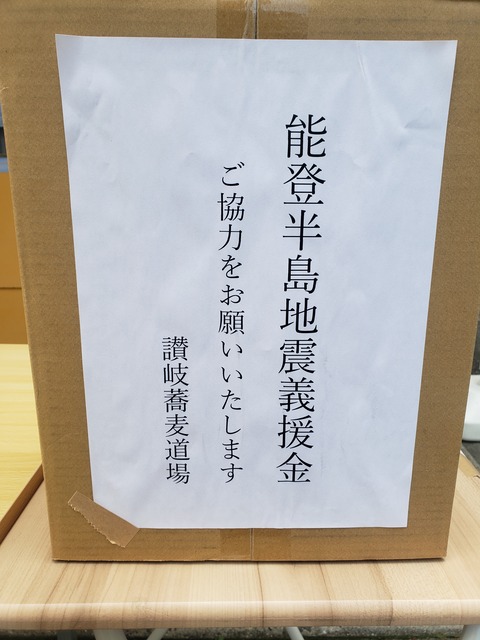 能登半島地震義援金
ご協力をお願いいたします
讃岐蕎麦道場